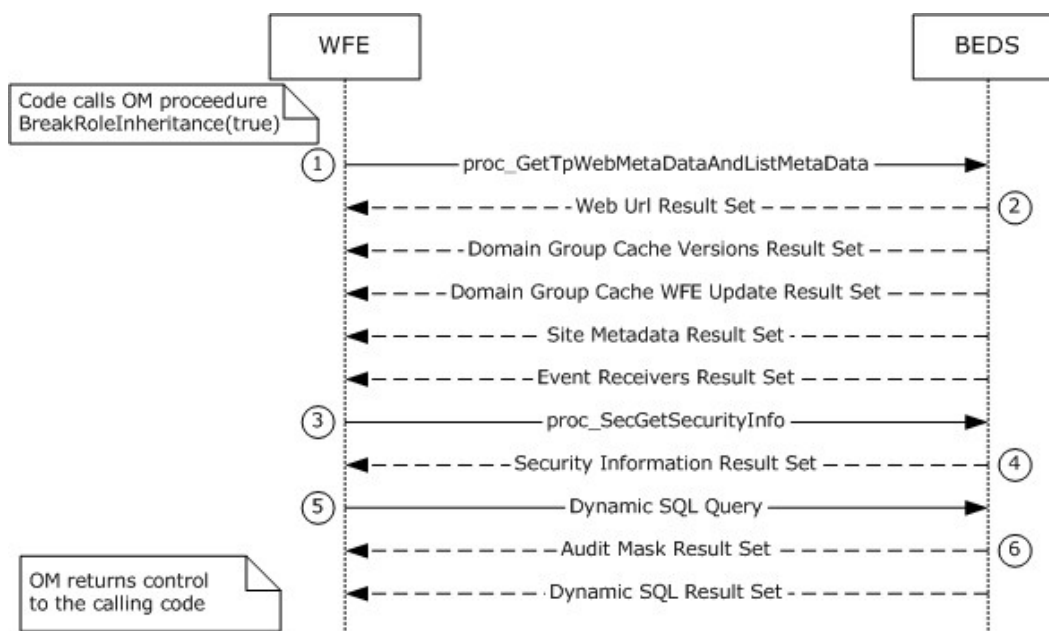 WFE
BEDS
Code calls OM proceedure
BreakRoleInheritance(true)
1
proc_GetTpWebMetaDataAndListMetaData
Web Url Result Set
2
Domain Group Cache Versions Result Set
Domain Group Cache WFE Update Result Set
Site Metadata Result Set
Event Receivers Result Set
3
proc_SecGetSecurityInfo
Security Information Result Set
4
5
Dynamic SQL Query
Audit Mask Result Set
6
OM returns control
to the calling code
Dynamic SQL Result Set